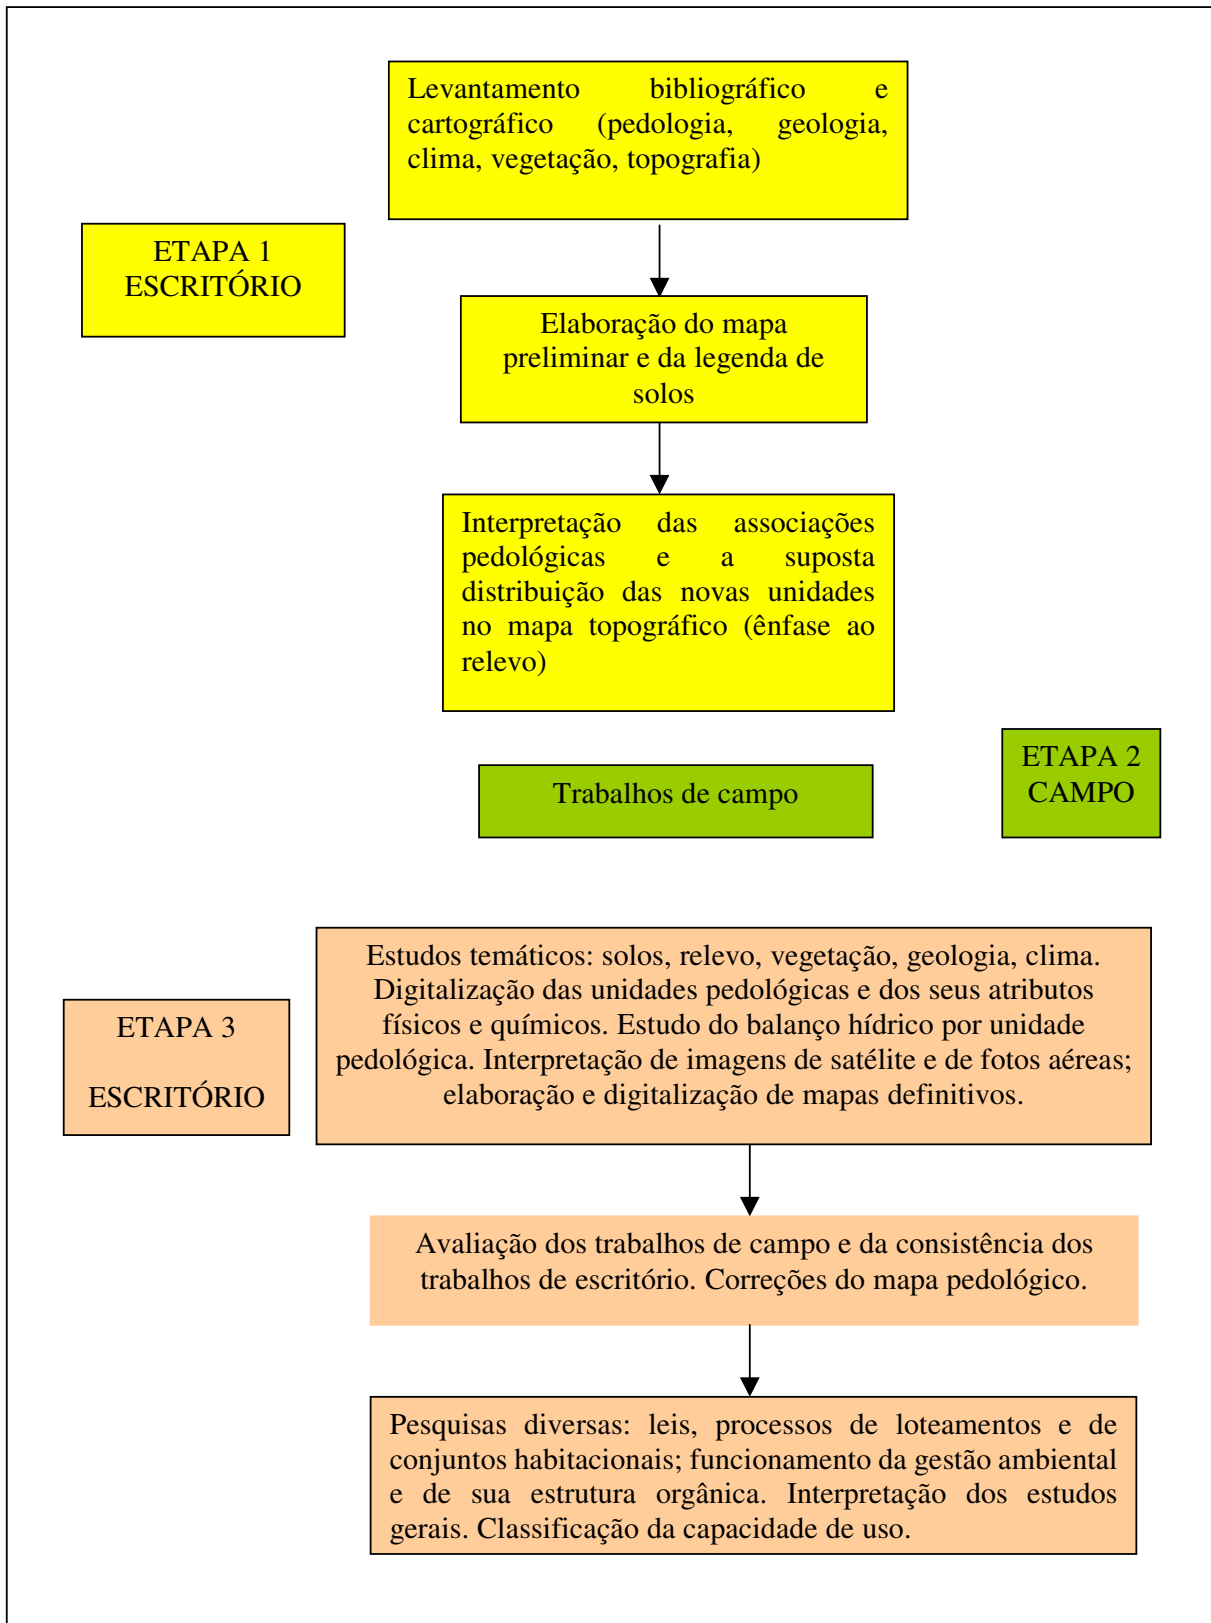 Levantamento bibliográfico e
cartográfico (pedologia, geologia,
clima, vegetação, topografia)
ETAPA 1
ESCRITÓRIO
Elaboração do mapa
preliminar e da legenda de
solos
Interpretação das associações
pedológicas e a suposta
distribuição das novas unidades
no mapa topográfico (ênfase ao
relevo)
ETAPA 2
CAMPO
Trabalhos de campo
Estudos temáticos: solos, relevo, vegetação, geologia, clima.
Digitalização das unidades pedológicas e dos seus atributos
físicos e químicos. Estudo do balanço hídrico por unidade
pedológica. Interpretação de imagens de satélite e de fotos aéreas;
elaboração e digitalização de mapas definitivos.
ETAPA 3
ESCRITÓRIO
Avaliação dos trabalhos de campo e da consistência dos
trabalhos de escritório. Correções do mapa pedológico.
Pesquisas diversas: leis, processos de loteamentos e de
conjuntos habitacionais; funcionamento da gestão ambiental
e de sua estrutura orgânica. Interpretação dos estudos
gerais. Classificação da capacidade de uso.